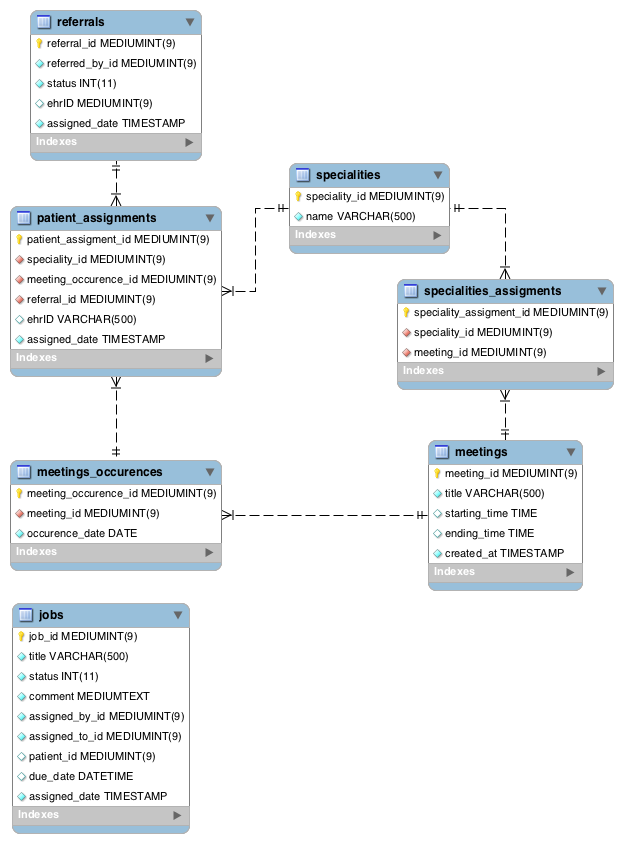 referrals
referral_id MEDIUMINT(9)
referred_by_id MEDIUMINT(9)
status INT(11)
ehrID MEDIUMINT(9)
assigned_date TIMESTAMP
Indexes
patient_assignments
patient_assigment_id MEDIUMINT(9)
speciality_id MEDIUMINT(9)
meeting_occurence_id MEDIUMINT(9)
referral_id MEDIUMINT(9)
ehrID VARCHAR(500)
assigned_date TIMESTAMP
Indexes
specialities
speciality_id MEDIUMINT(9)
name VARCHAR(500)
Indexes
specialities_assigments
speciality_assigment_id MEDIUMINT(9)
speciality_id MEDIUMINT(9)
meeting_id MEDIUMINT(9)
Indexes
meetings_occurences
meeting_occurence_id MEDIUMINT(9)
meeting_id MEDIUMINT(9)
occurence_date DATE
Indexes
meetings
meeting_id MEDIUMINT(9)
title VARCHAR(500)
starting_time TIME
ending_time TIME
created_at TIMESTAMP
Indexes
jobs
job_id MEDIUMINT(9)
title VARCHAR(500)
status INT(11)
comment MEDIUMTEXT
assigned_by_id MEDIUMINT(9)
assigned_to_id MEDIUMINT(9)
patient_id MEDIUMINT(9)
due_date DATETIME
assigned_date TIMESTAMP
Indexes